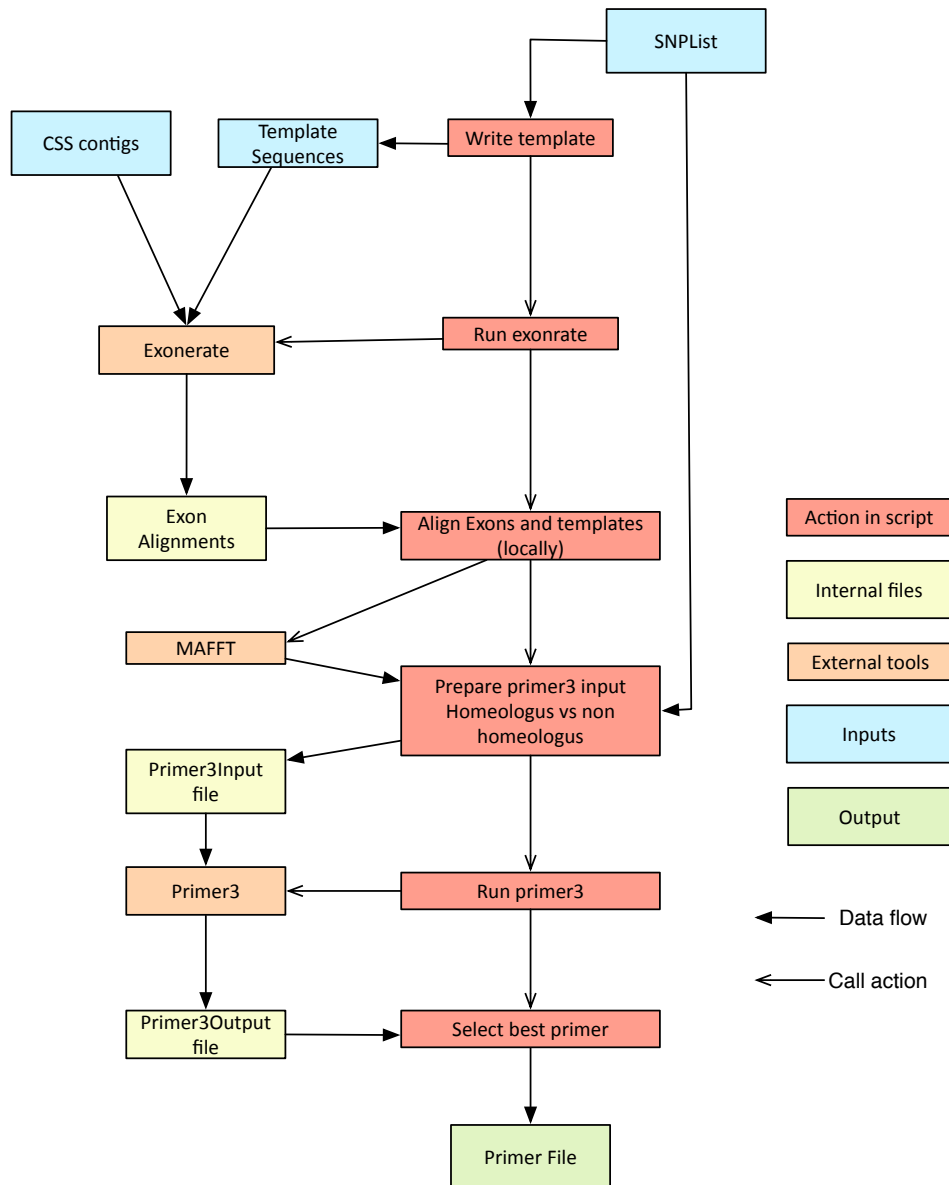 SNPList
CSS contigs
Template
Sequences
Write template
Exonerate
Run exonrate
Exon
Alignments
Align Exons and templates
(locally)
MAFFT
Prepare primer3 input
Homeologus vs non
homeologus
Primer3Input
file
Primer3
Run primer3
Primer3Output
file
Select best primer
Primer File
Action in script
Internal files
External tools
Inputs
Output
Data flow
Call action